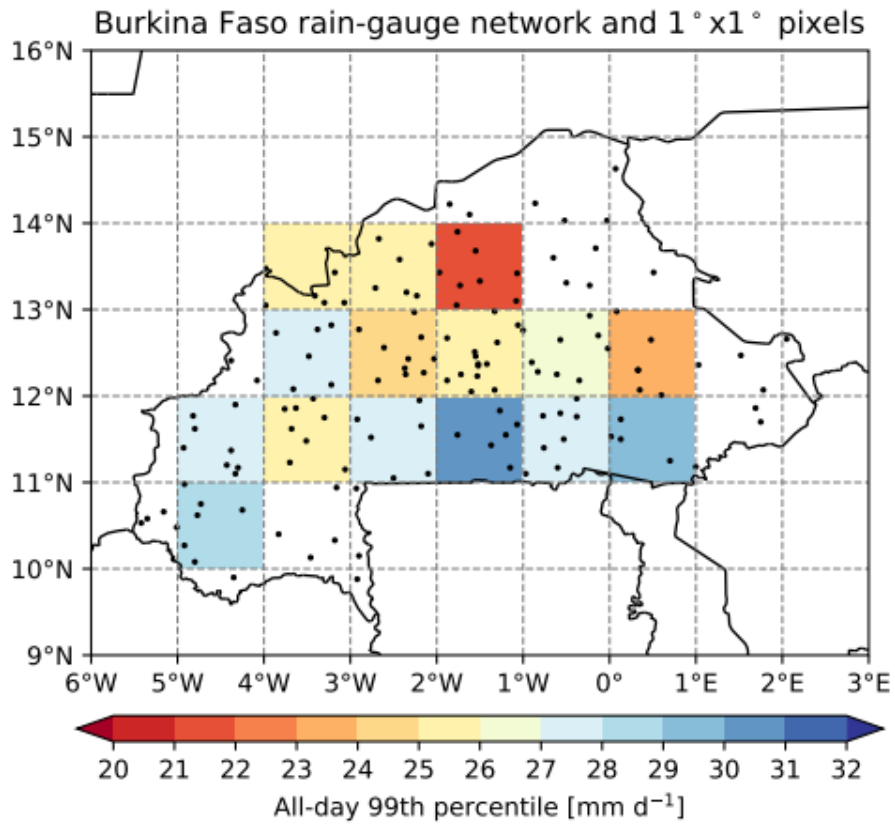 Burkina Faso rain-gauge network and 1°x1° pixels
16°N
15°N
14°N
13°N
12°N
11°N
10°N
9°N
6°W 5°W 4°W 3°W 2°W 1°W 0° 1°E 2°E 3°E
20 21 22 23 24 25 26 27 28 29 30 31 32
All-day 99th percentile [mm d⁻¹]